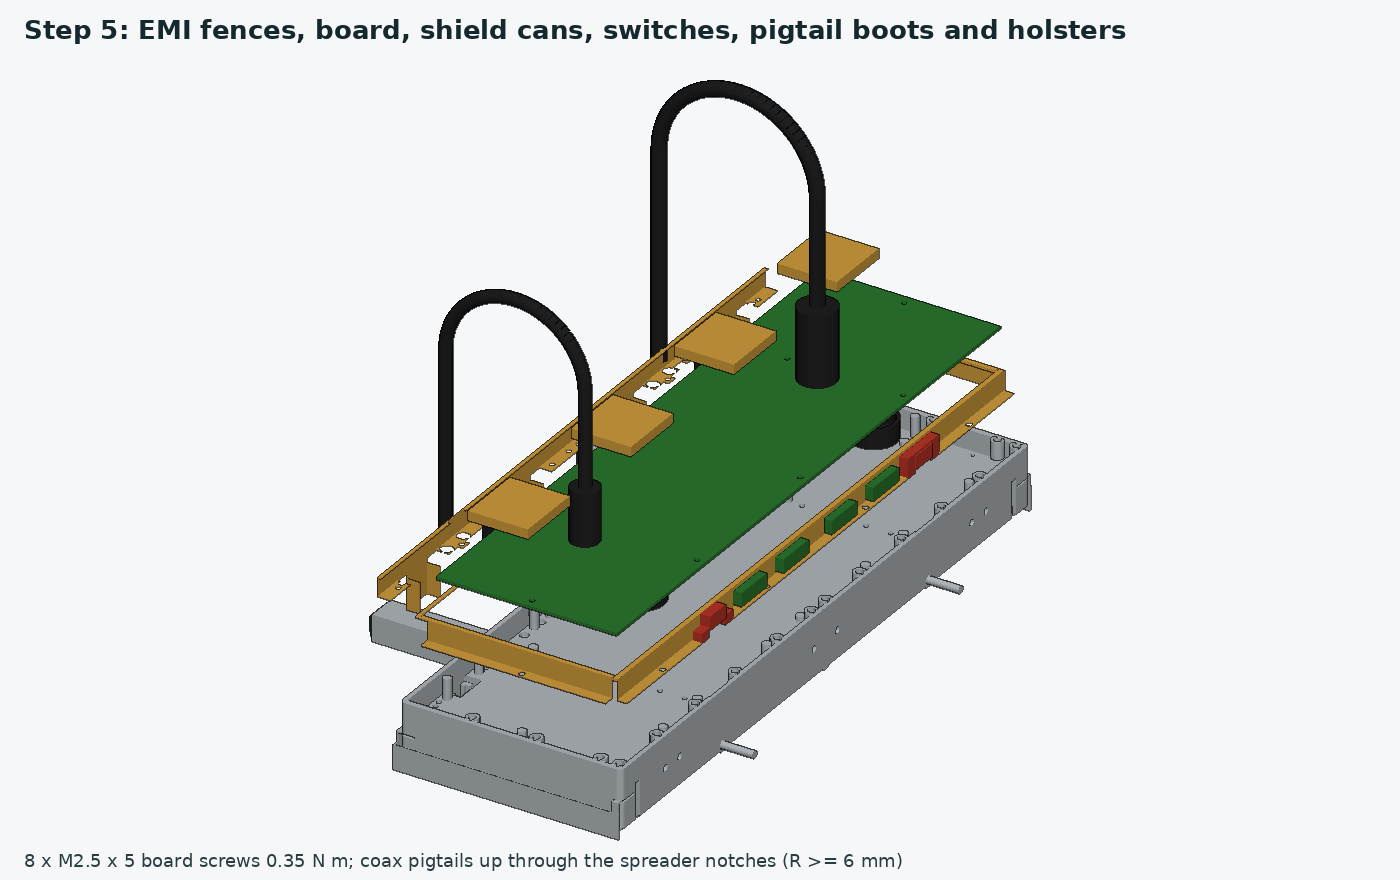 Step 5: EMI fences, board, shield cans, switches, pigtail boots and holsters
8 x M2.5 x 5 board screws 0.35 N m; coax pigtails up through the spreader notches (R >= 6 mm)